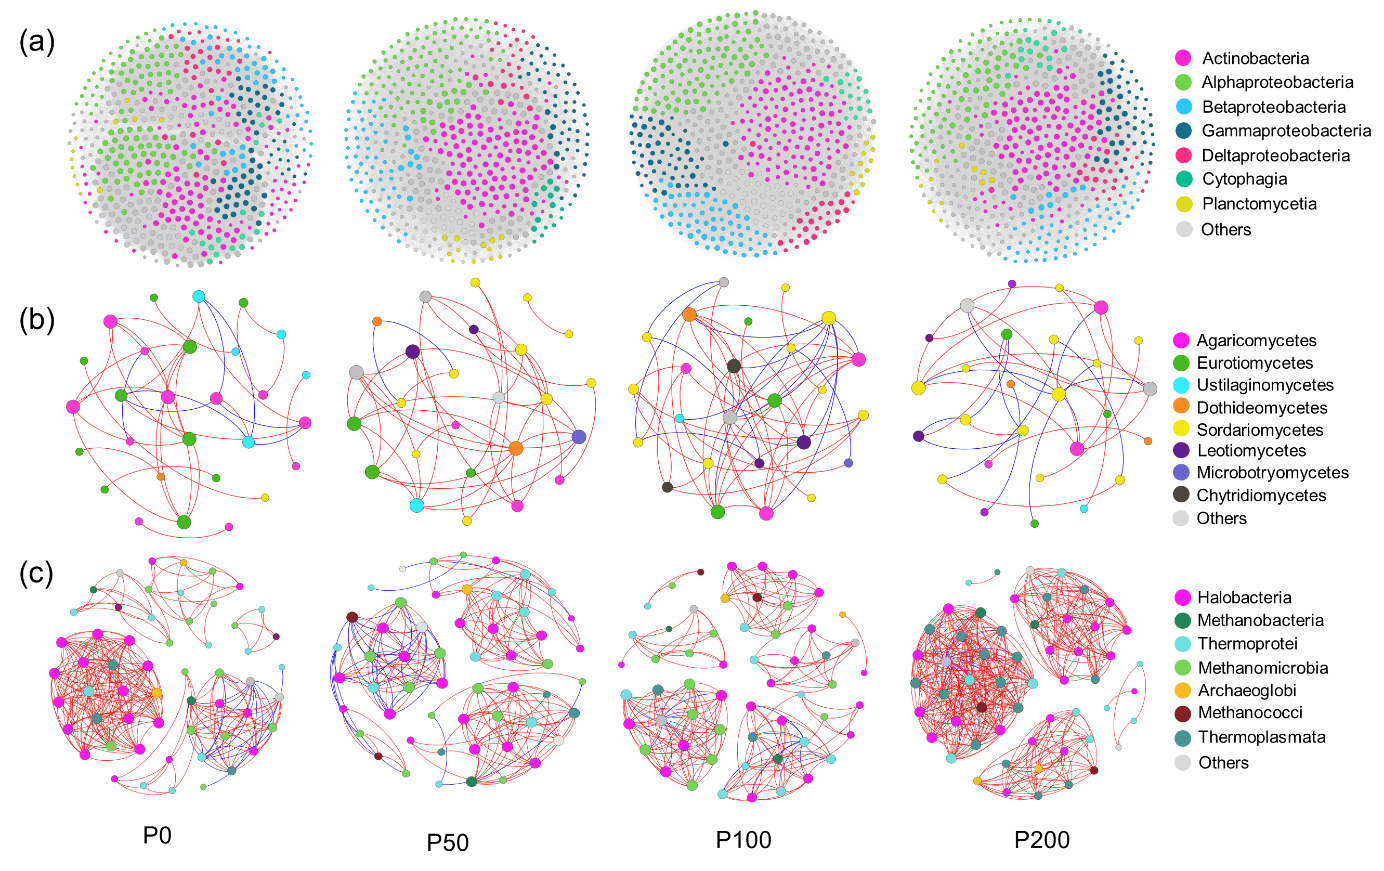 (a)
Actinobacteria
Alphaproteobacteria
Betaproteobacteria
Gammaproteobacteria
Deltaproteobacteria
Cytophagia
Planctomycetia
Others
(b)
Agaricomycetes
Eurotiomycetes
Ustilaginomycetes
Dothideomycetes
Sordariomycetes
Leotiomycetes
Microbotryomycetes
Chytridiomycetes
Others
(c)
Halobacteria
Methanobacteria
Thermoprotei
Methanomicrobia
Archaeoglobi
Methanococci
Thermoplasmata
Others
P0 P50 P100 P200